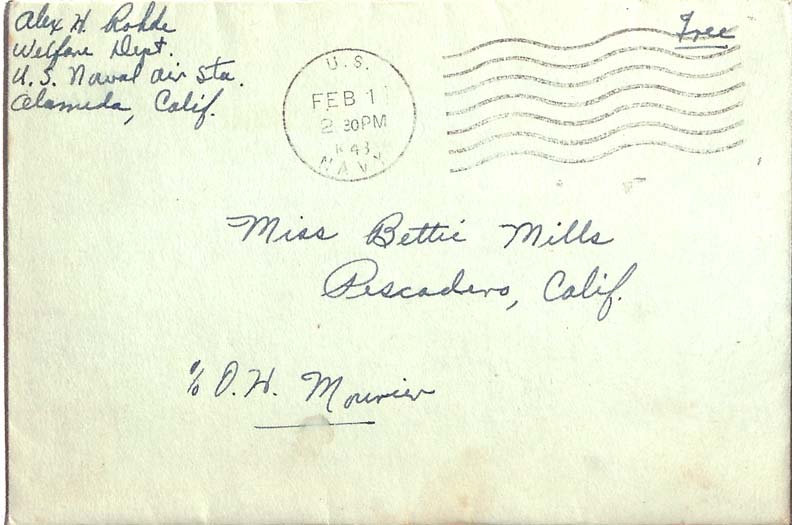 Alex H. Rohde
Welfare Dept.
U. S. Naval air Sta.
Alameda, Calif.
Free
U.S.
FEB 1
2 30 PM
1943
NAVY
Miss Bettie Mills
Pescadero, Calif.
℅ O. H. Mourier